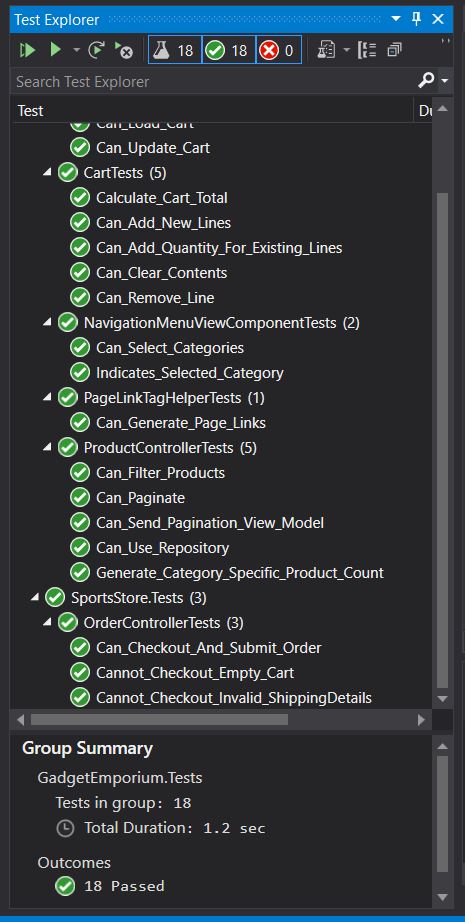 Test Explorer
18 18 0
Search Test Explorer
Test Du
Can_Load_Cart
Can_Update_Cart
CartTests (5)
Calculate_Cart_Total
Can_Add_New_Lines
Can_Add_Quantity_For_Existing_Lines
Can_Clear_Contents
Can_Remove_Line
NavigationMenuViewComponentTests (2)
Can_Select_Categories
Indicates_Selected_Category
PageLinkTagHelperTests (1)
Can_Generate_Page_Links
ProductControllerTests (5)
Can_Filter_Products
Can_Paginate
Can_Send_Pagination_View_Model
Can_Use_Repository
Generate_Category_Specific_Product_Count
SportsStore.Tests (3)
OrderControllerTests (3)
Can_Checkout_And_Submit_Order
Cannot_Checkout_Empty_Cart
Cannot_Checkout_Invalid_ShippingDetails
Group Summary
GadgetEmporium.Tests
Tests in group: 18
Total Duration: 1.2 sec
Outcomes
18 Passed